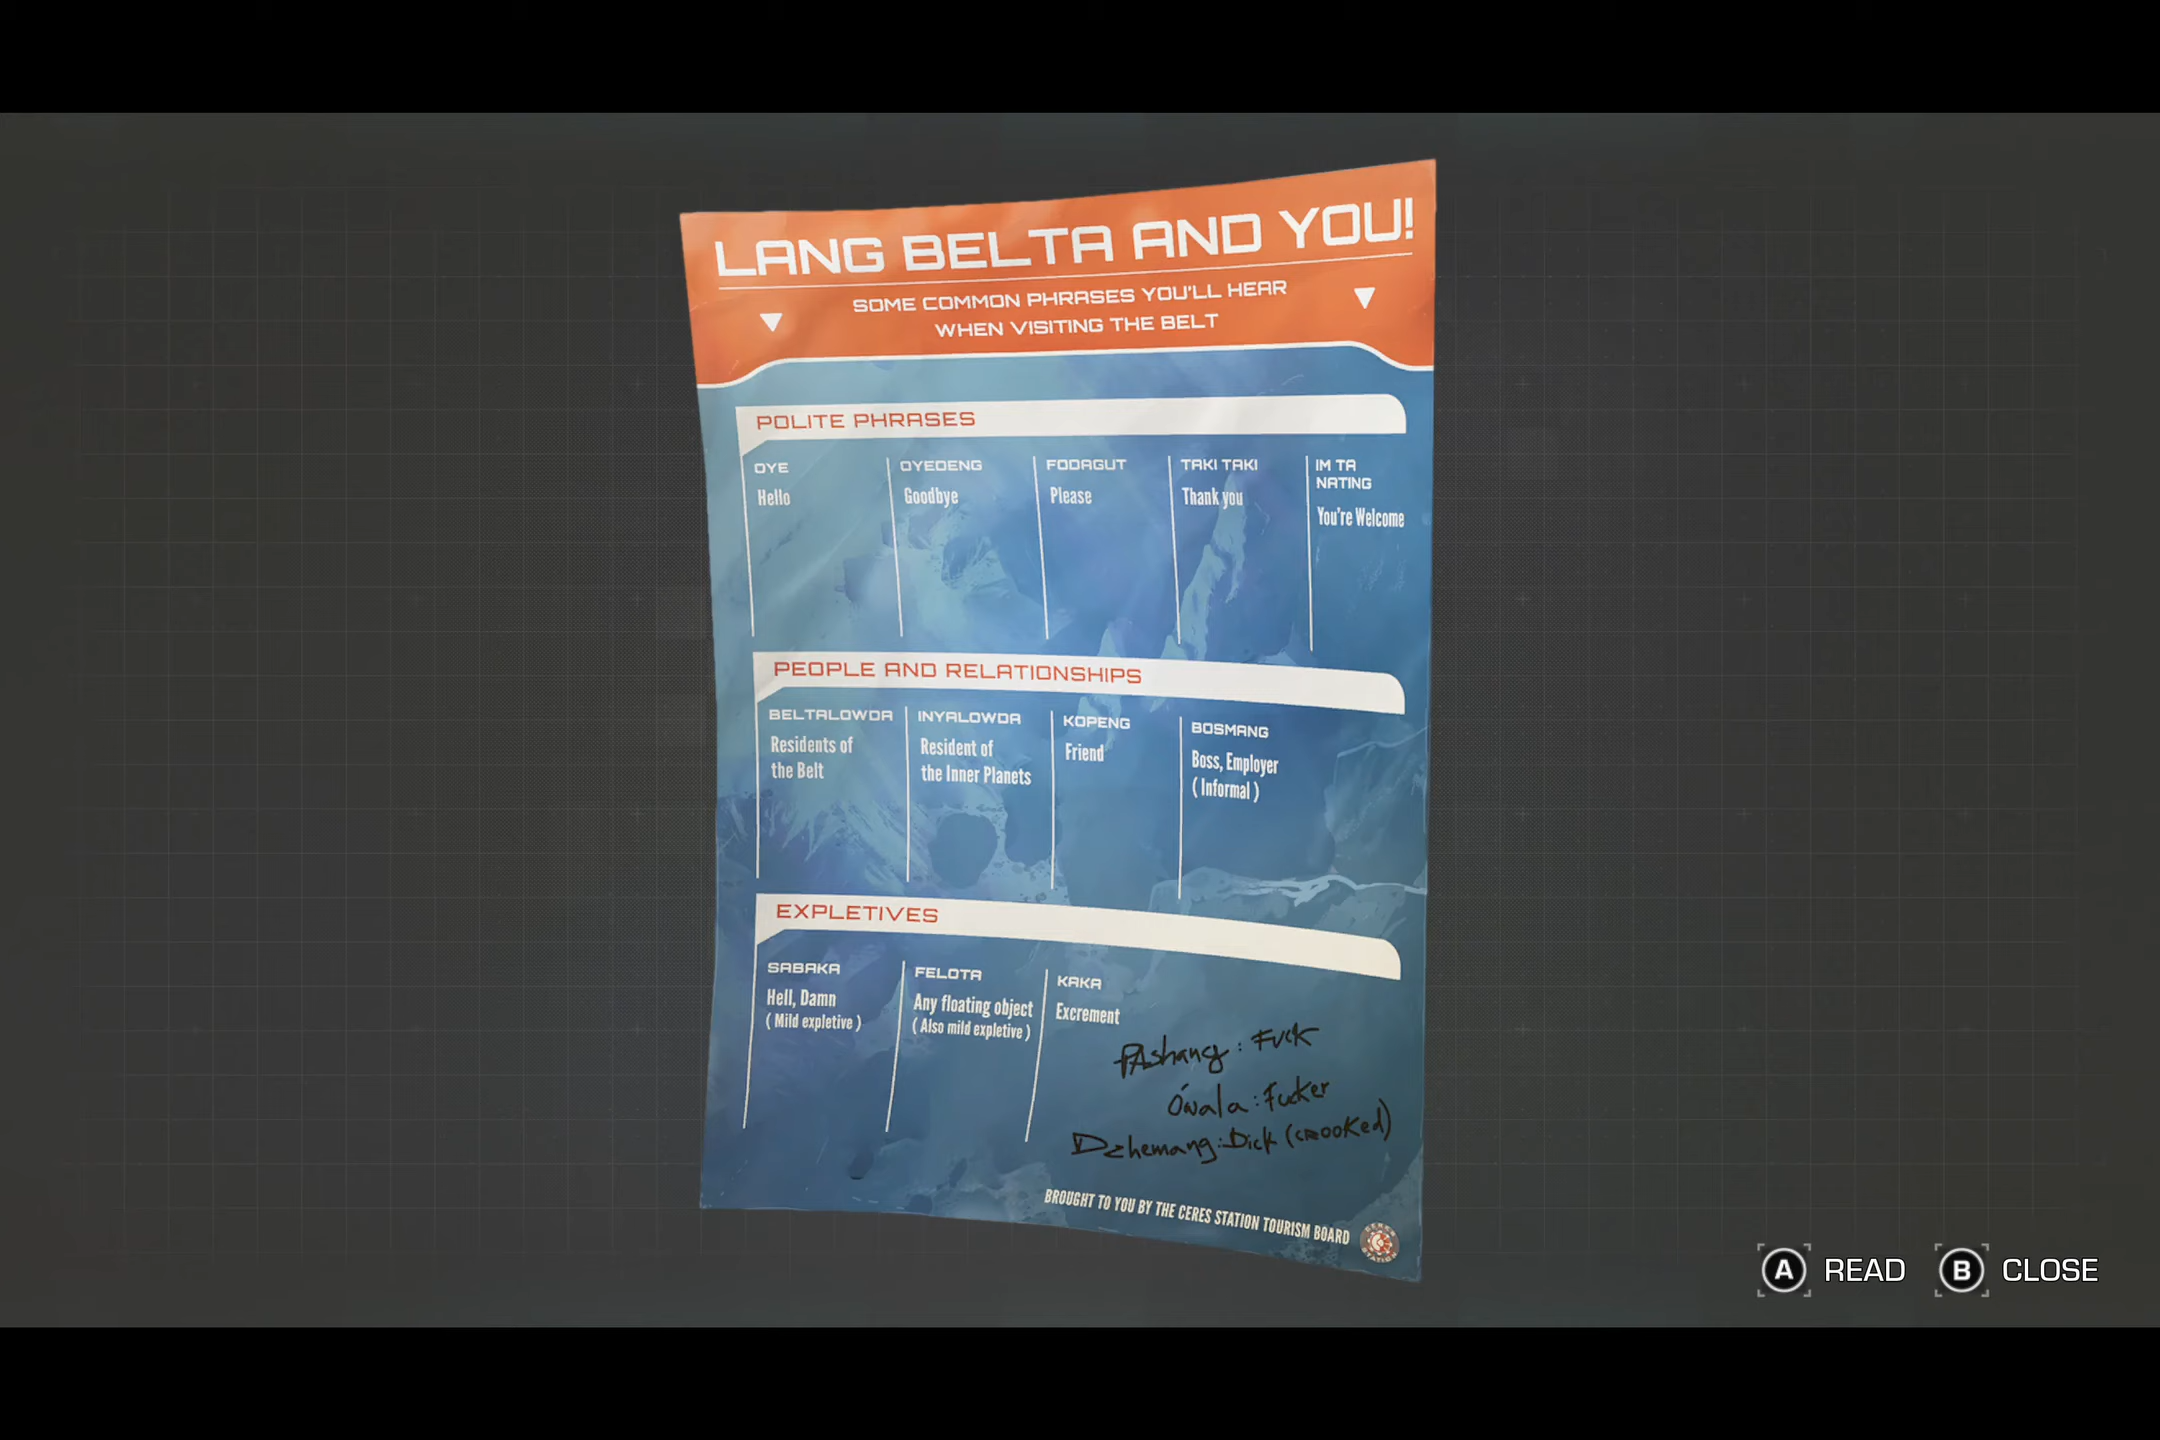 LANG BELTA AND YOU!
SOME COMMON PHRASES YOU'LL HEAR
WHEN VISITING THE BELT
POLITE PHRASES
OYE
Hello
OYEDENG
Goodbye
FODAGUT
Please
TAKI TAKI
Thank you
IM TA
NATING
You're Welcome
PEOPLE AND RELATIONSHIPS
BELTALOWDA
Residents of
the Belt
INYALOWDA
Resident of
the Inner Planets
KOPENG
Friend
BOSMANG
Boss, Employer
( Informal )
EXPLETIVES
SABAKA
Hell, Damn
( Mild expletive )
FELOTA
Any floating object
( Also mild expletive )
KAKA
Excrement
PAshang: Fuck
Ówala: Fucker
Dzhemang: Dick (crooked)
BROUGHT TO YOU BY THE CERES STATION TOURISM BOARD
CERES
STATION
A READ B CLOSE